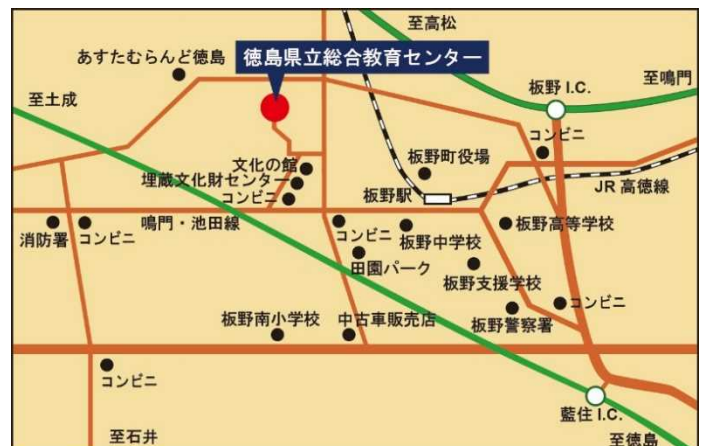 至高松
あすたむらんど徳島
徳島県立総合教育センター
至鳴門
板野 I.C.
至土成
コンビニ
板野町役場
文化の館
埋蔵文化財センター
コンビニ
板野駅
JR 高徳線
消防署
コンビニ
鳴門・池田線
コンビニ
板野中学校
板野高等学校
田園パーク
板野支援学校
コンビニ
板野南小学校
中古車販売店
板野警察署
コンビニ
藍住 I.C.
至石井
至徳島